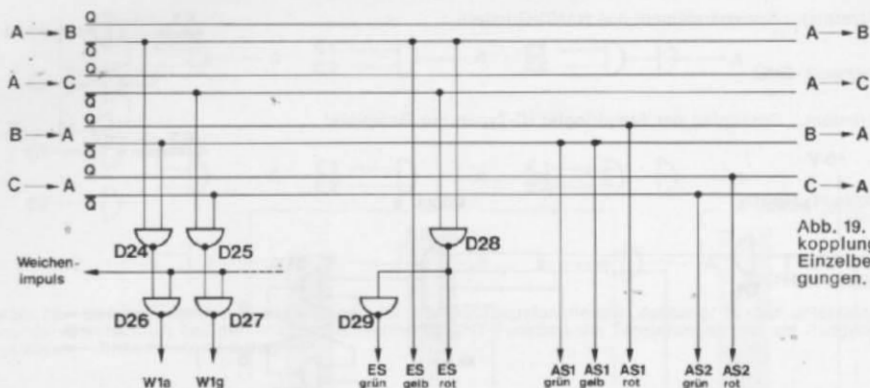 A → B Q A → B
Q̅
A → C Q A → C
Q̅
B → A Q B → A
Q̅
C → A Q C → A
Q̅
D24 D25 D28
Abb. 19.
kopplung
Einzelbe
gungen.
Weichen-
impuls
D26 D27 D29
W1a W1g ES grün ES gelb ES rot AS1 grün AS1 gelb AS1 rot AS2 grün AS2 rot